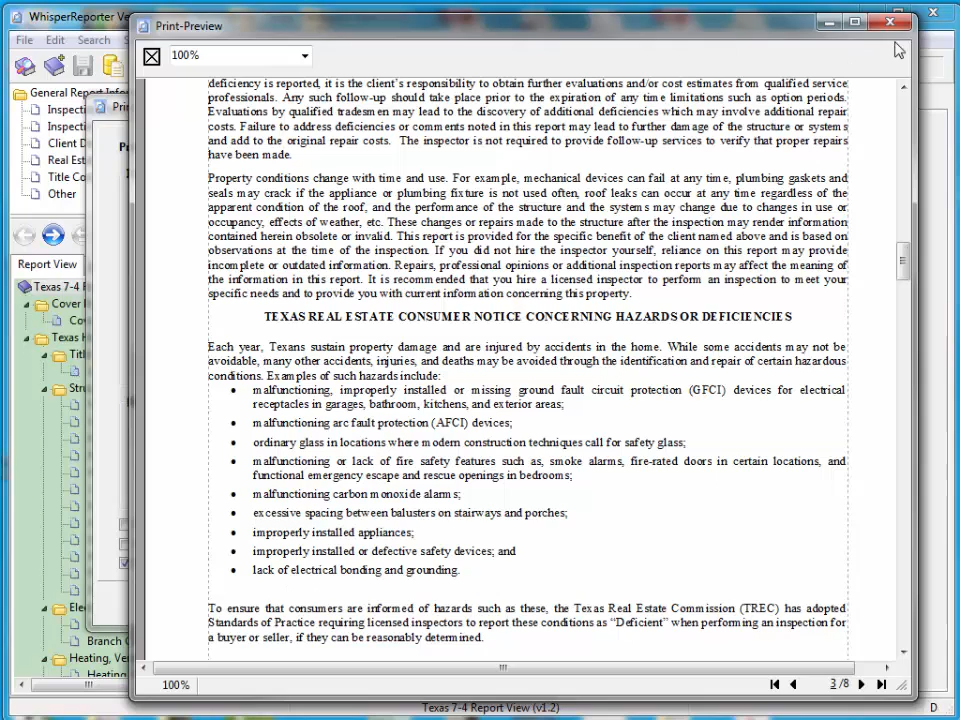 WhisperReporter Ve
Print-Preview
File Edit Search
100%
General Report Infor
Inspecti
Inspecti
Client D
Real Est
Title Co
Other
Report View
Texas 7-4 F
Cover
Co
Texas H
Titl
Stru
Ele
Branch C
Heating, Ver
Heating
deficiency is reported, it is the client's responsibility to obtain further evaluations and/or cost estimates from qualified service
professionals. Any such follow-up should take place prior to the expiration of any time limitations such as option periods.
Evaluations by qualified tradesmen may lead to the discovery of additional deficiencies which may involve additional repair
costs. Failure to address deficiencies or comments noted in this report may lead to further damage of the structure or systems
and add to the original repair costs. The inspector is not required to provide follow-up services to verify that proper repairs
have been made.
Property conditions change with time and use. For example, mechanical devices can fail at any time, plumbing gaskets and
seals may crack if the appliance or plumbing fixture is not used often, roof leaks can occur at any time regardless of the
apparent condition of the roof, and the performance of the structure and the systems may change due to changes in use or
occupancy, effects of weather, etc. These changes or repairs made to the structure after the inspection may render information
contained herein obsolete or invalid. This report is provided for the specific benefit of the client named above and is based on
observations at the time of the inspection. If you did not hire the inspector yourself, reliance on this report may provide
incomplete or outdated information. Repairs, professional opinions or additional inspection reports may affect the meaning of
the information in this report. It is recommended that you hire a licensed inspector to perform an inspection to meet your
specific needs and to provide you with current information concerning this property.
TEXAS REAL ESTATE CONSUMER NOTICE CONCERNING HAZARDS OR DEFICIENCIES
Each year, Texans sustain property damage and are injured by accidents in the home. While some accidents may not be
avoidable, many other accidents, injuries, and deaths may be avoided through the identification and repair of certain hazardous
conditions. Examples of such hazards include:
• malfunctioning, improperly installed or missing ground fault circuit protection (GFCI) devices for electrical
receptacles in garages, bathroom, kitchens, and exterior areas;
• malfunctioning arc fault protection (AFCI) devices;
• ordinary glass in locations where modern construction techniques call for safety glass;
• malfunctioning or lack of fire safety features such as, smoke alarms, fire-rated doors in certain locations, and
functional emergency escape and rescue openings in bedrooms;
• malfunctioning carbon monoxide alarms;
• excessive spacing between balusters on stairways and porches;
• improperly installed appliances;
• improperly installed or defective safety devices; and
• lack of electrical bonding and grounding.
To ensure that consumers are informed of hazards such as these, the Texas Real Estate Commission (TREC) has adopted
Standards of Practice requiring licensed inspectors to report these conditions as “Deficient” when performing an inspection for
a buyer or seller, if they can be reasonably determined.
100%
3 /8
Texas 7-4 Report View (v1.2)
D